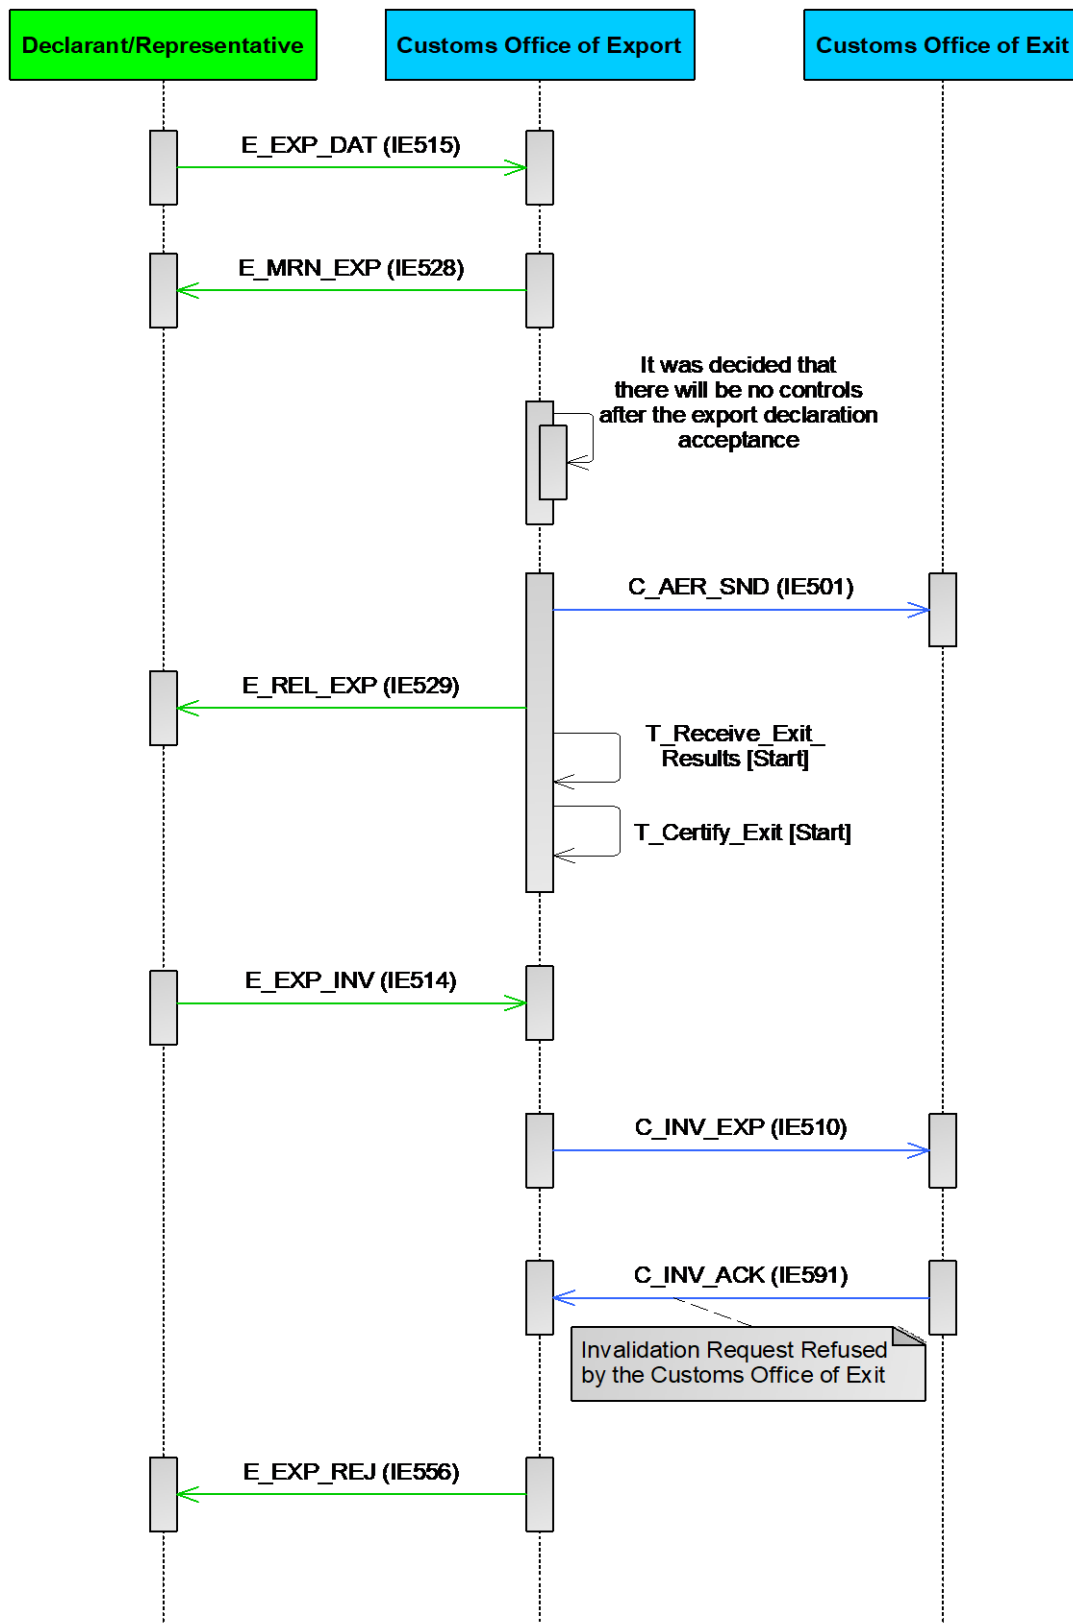 Declarant/Representative
Customs Office of Export
Customs Office of Exit
E_EXP_DAT (IE515)
E_MRN_EXP (IE528)
It was decided that
there will be no controls
after the export declaration
acceptance
C_AER_SND (IE501)
E_REL_EXP (IE529)
T_Receive_Exit_
Results [Start]
T_Certify_Exit [Start]
E_EXP_INV (IE514)
C_INV_EXP (IE510)
C_INV_ACK (IE591)
Invalidation Request Refused
by the Customs Office of Exit
E_EXP_REJ (IE556)